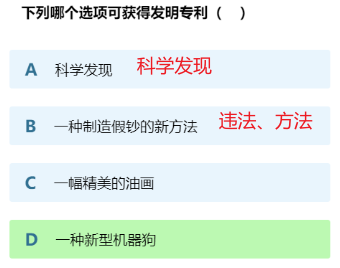 下列哪个选项可获得发明专利（ ）
A 科学发现 科学发现
B 一种制造假钞的新方法 违法、方法
C 一幅精美的油画
D 一种新型机器狗